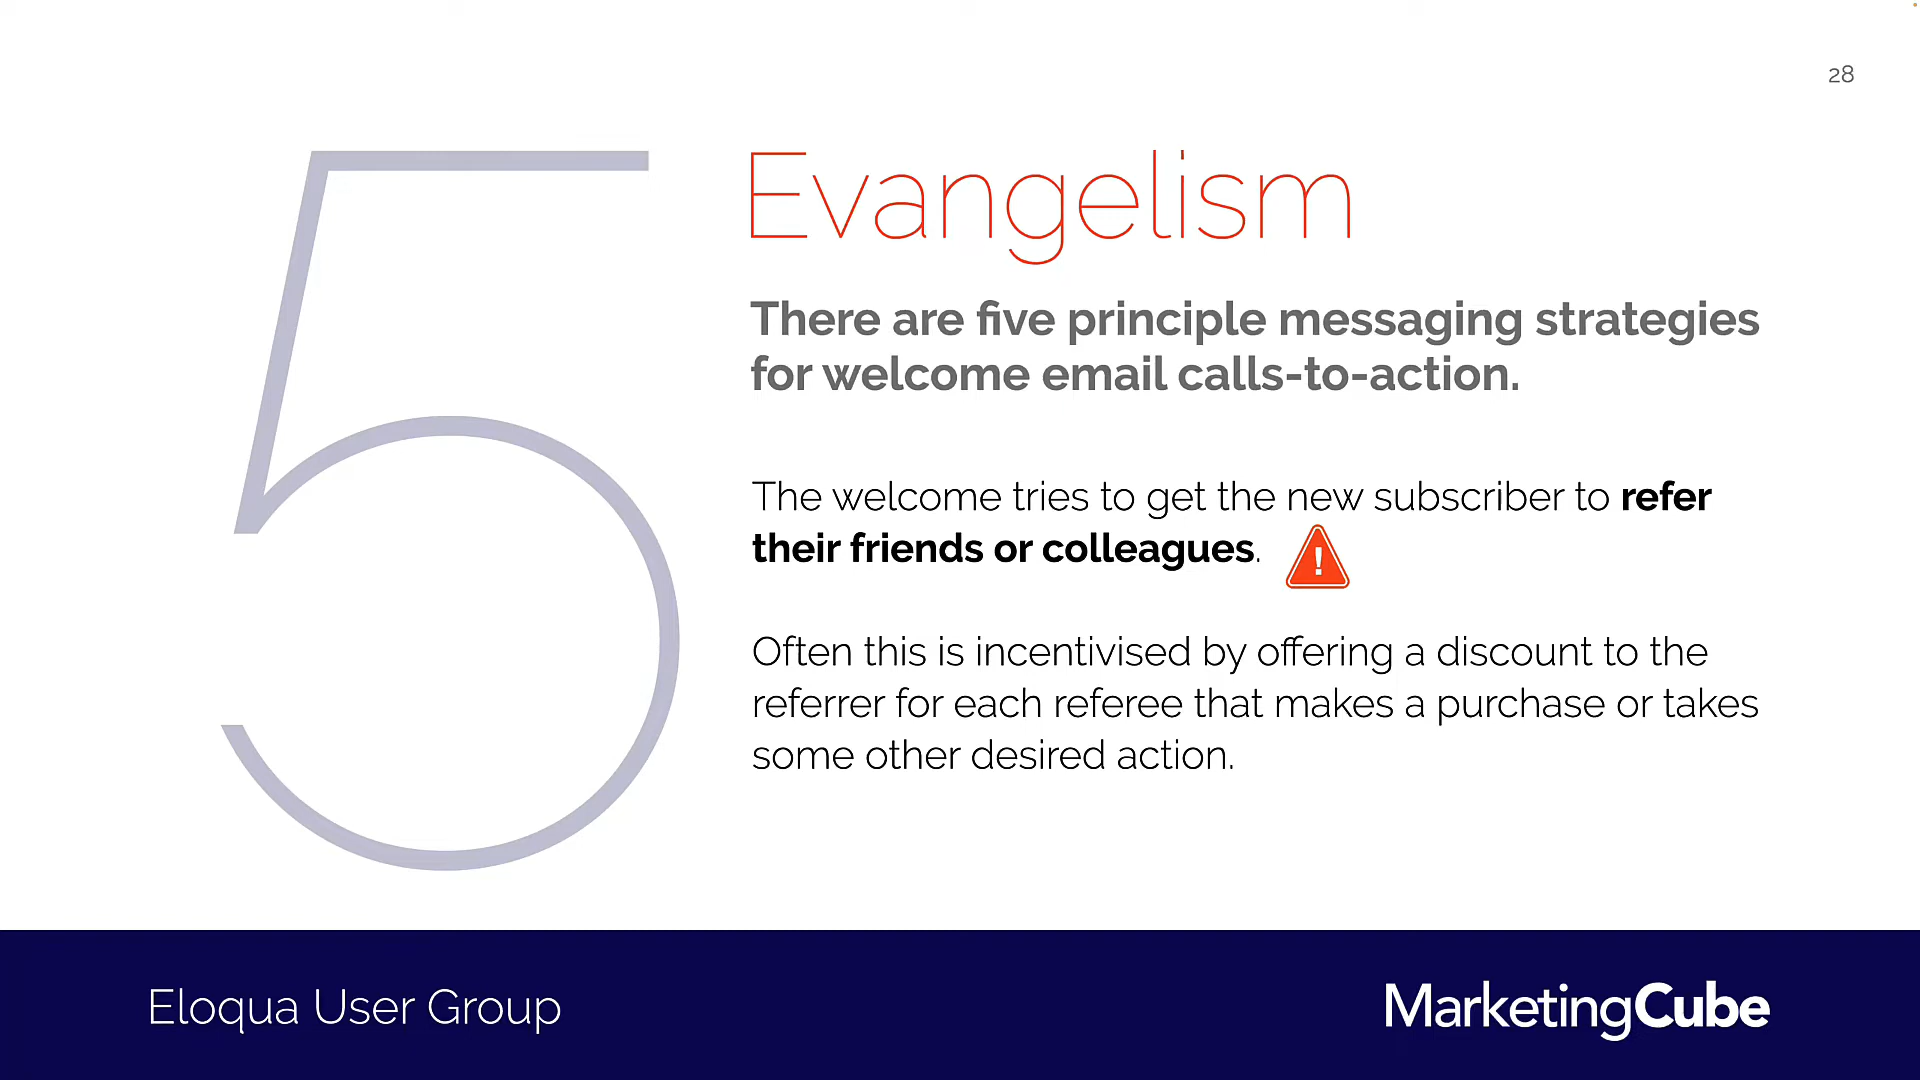 28
5
Evangelism
There are five principle messaging strategies
for welcome email calls-to-action.
The welcome tries to get the new subscriber to refer
their friends or colleagues.
!
Often this is incentivised by offering a discount to the
referrer for each referee that makes a purchase or takes
some other desired action.
Eloqua User Group
MarketingCube